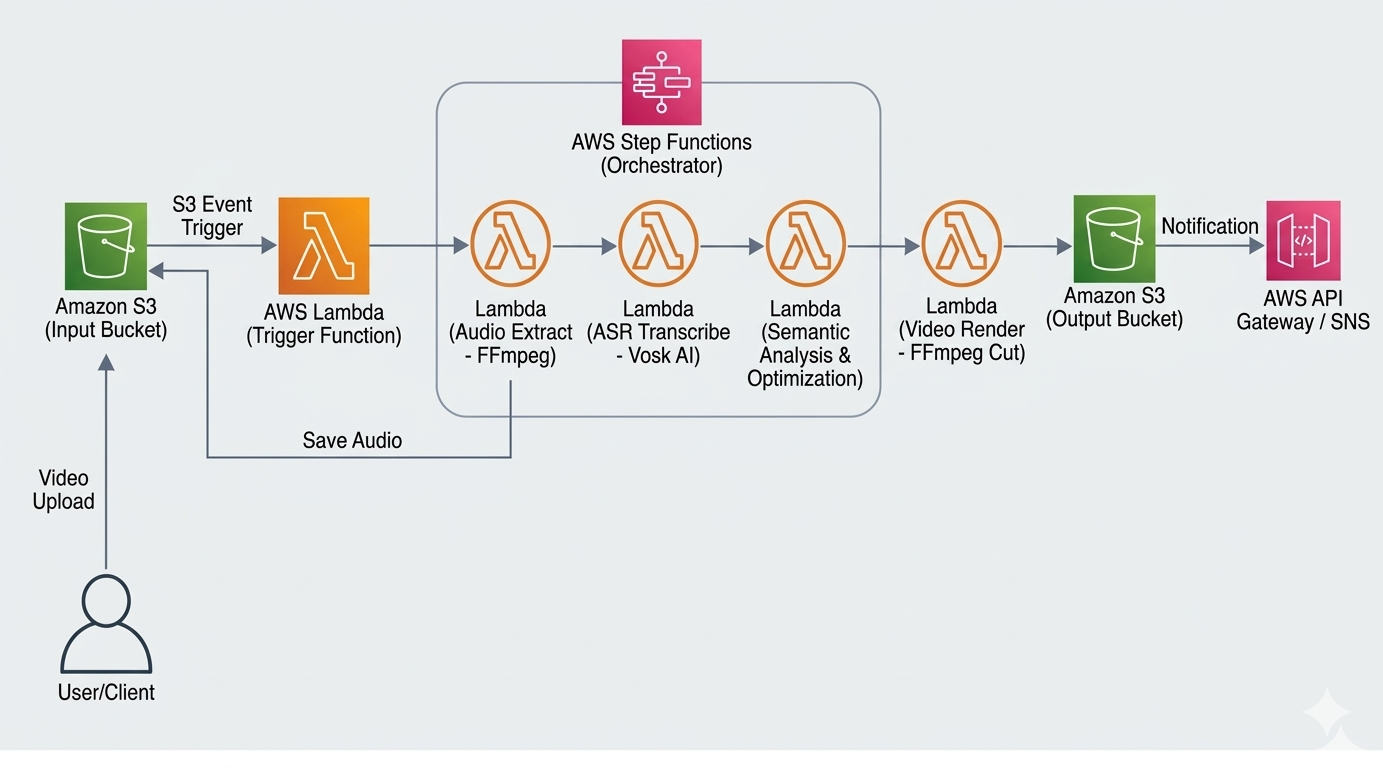 AWS Step Functions
(Orchestrator)
S3 Event
Trigger
Notification
Amazon S3
(Input Bucket)
AWS Lambda
(Trigger Function)
Lambda
(Audio Extract
- FFmpeg)
Lambda
(ASR Transcribe
- Vosk AI)
Lambda
(Semantic
Analysis &
Optimization)
Lambda
(Video Render
- FFmpeg Cut)
Amazon S3
(Output Bucket)
AWS API
Gateway / SNS
Save Audio
Video
Upload
User/Client